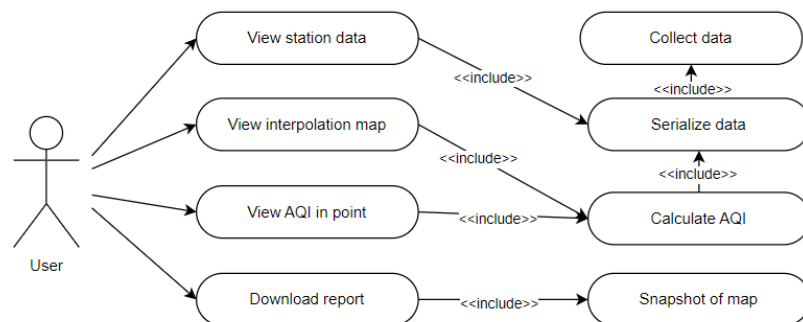 View station data
Collect data
<<include>>
<<include>>
View interpolation map
Serialize data
<<include>>
<<include>>
View AQI in point
<<include>>
Calculate AQI
User
Download report
<<include>>
Snapshot of map